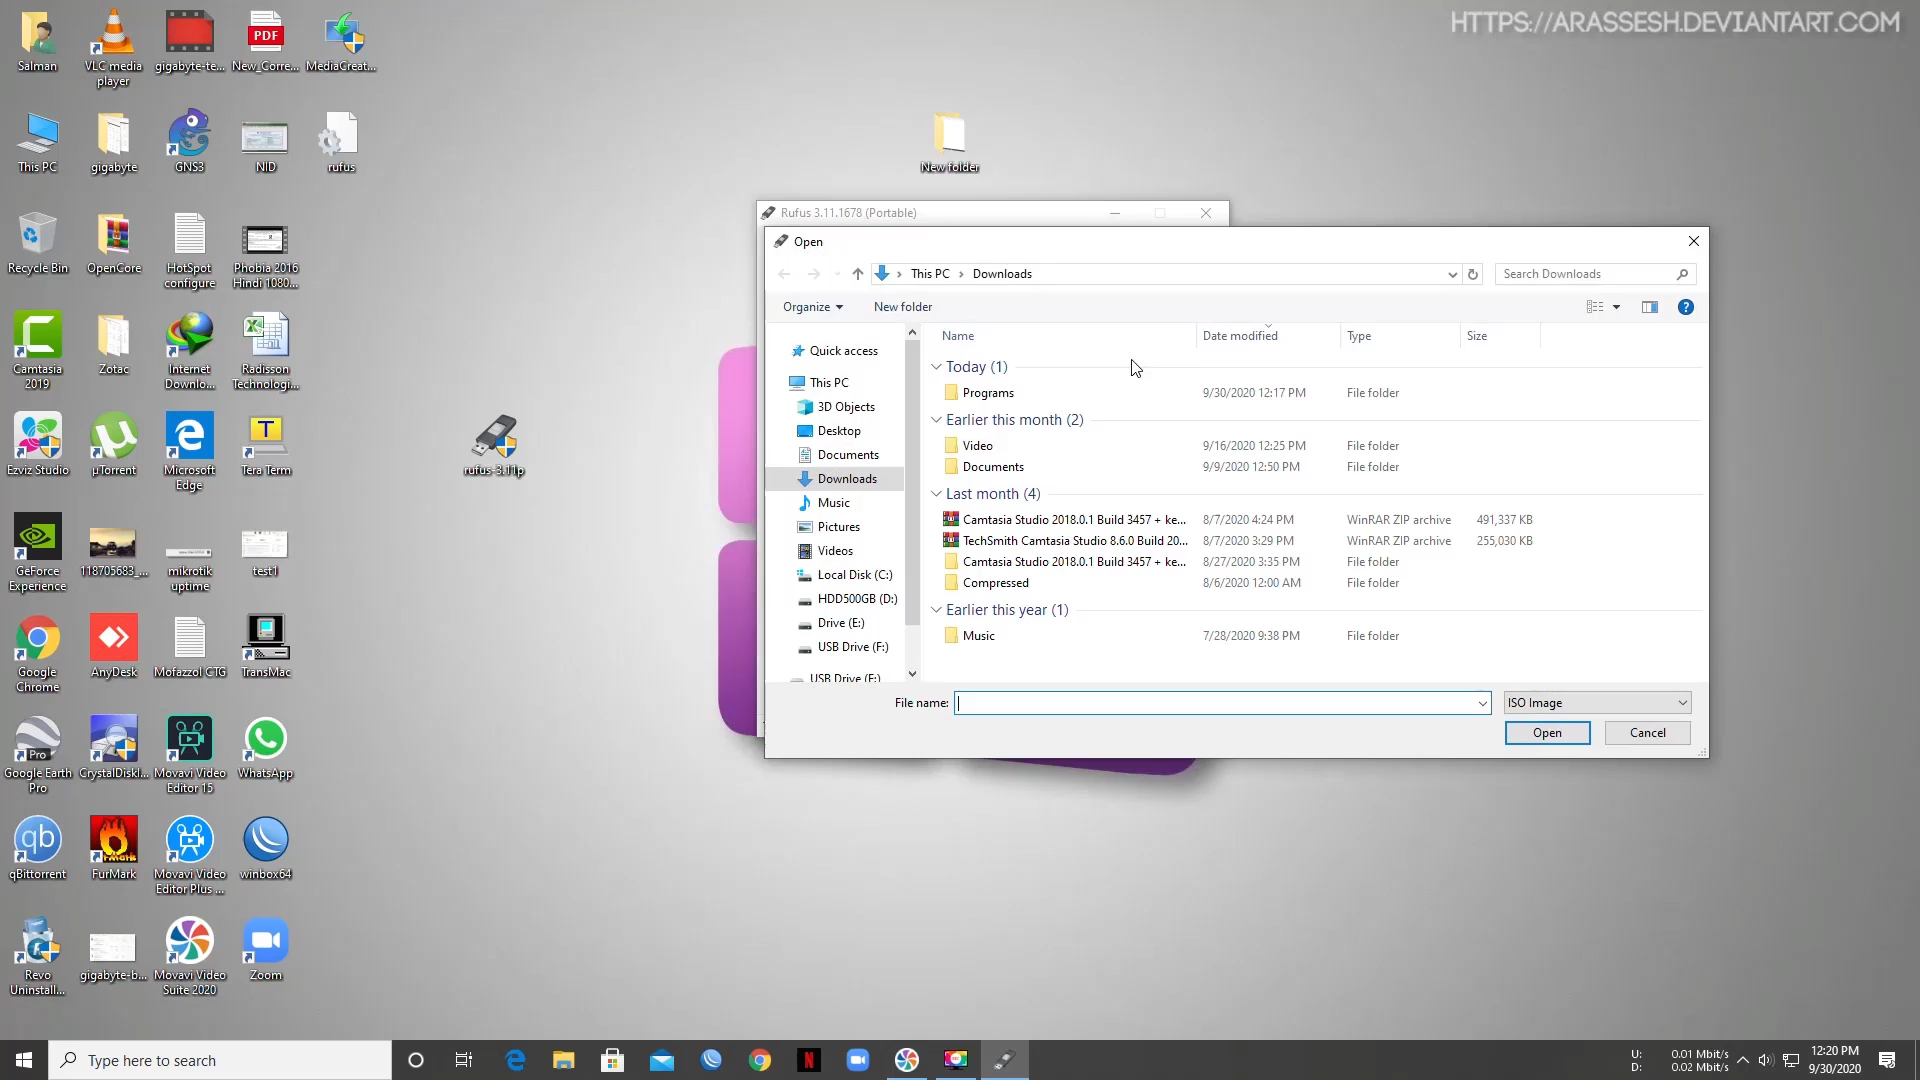 HTTPS://ARASSESH.DEVIANTART.COM
Salman
VLC media
player
gigabyte-te...
New_Corre...
MediaCreat...
PDF
This PC
gigabyte
GNS3
NID
rufus
New folder
Recycle Bin
OpenCore
HotSpot
configure
Phobia 2016
Hindi 1080...
Camtasia
2019
Zotac
Internet
Downlo...
Radisson
Technologi...
Ezviz Studio
µTorrent
Microsoft
Edge
Tera Term
rufus-3.11p
GeForce
Experience
118705683_...
mikrotik
uptime
test1
Google
Chrome
AnyDesk
Mofazzol CTG
TransMac
Pro
Google Earth
Pro
CrystalDiskI...
Movavi Video
Editor 15
WhatsApp
qb
qBittorrent
FurMark
Movavi Video
Editor Plus ...
winbox64
Revo
Uninstall...
gigabyte-b...
Movavi Video
Suite 2020
Zoom
Rufus 3.11.1678 (Portable)
Open
This PC > Downloads
Search Downloads
Organize
New folder
Quick access
This PC
3D Objects
Desktop
Documents
Downloads
Music
Pictures
Videos
Local Disk (C:)
HDD500GB (D:)
Drive (E:)
USB Drive (F:)
USB Drive (F:)
Name Date modified Type Size
Today (1)
Programs 9/30/2020 12:17 PM File folder
Earlier this month (2)
Video 9/16/2020 12:25 PM File folder
Documents 9/9/2020 12:50 PM File folder
Last month (4)
Camtasia Studio 2018.0.1 Build 3457 + ke... 8/7/2020 4:24 PM WinRAR ZIP archive 491,337 KB
TechSmith Camtasia Studio 8.6.0 Build 20... 8/7/2020 3:29 PM WinRAR ZIP archive 255,030 KB
Camtasia Studio 2018.0.1 Build 3457 + ke... 8/27/2020 3:35 PM File folder
Compressed 8/6/2020 12:00 AM File folder
Earlier this year (1)
Music 7/28/2020 9:38 PM File folder
File name:
ISO Image
Open
Cancel
Type here to search
U: 0.01 Mbit/s
D: 0.02 Mbit/s
12:20 PM
9/30/2020